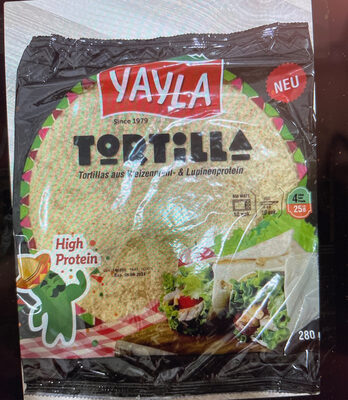 YAYLA
NEU
Since 1979
TORTiLLA
Tortillas aus Weizenmehl- & Lupinenprotein
High
Protein
280